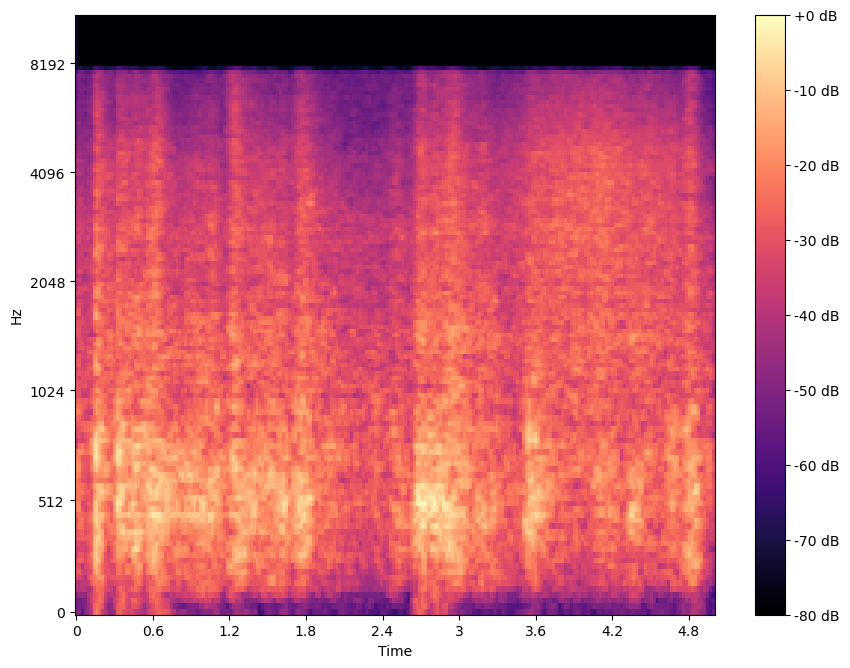 +0 dB
8192
-10 dB
4096
-20 dB
-30 dB
2048
Hz
-40 dB
1024
-50 dB
-60 dB
512
-70 dB
0
-80 dB
0 0.6 1.2 1.8 2.4 3 3.6 4.2 4.8
Time